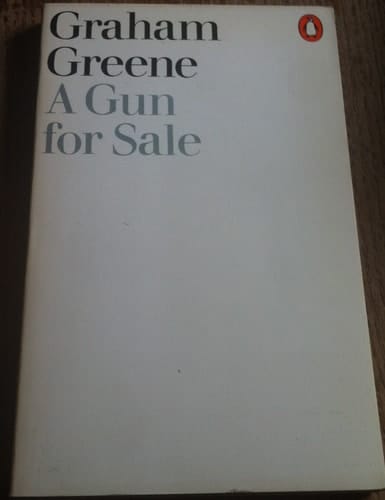 Graham
Greene
A Gun
for Sale